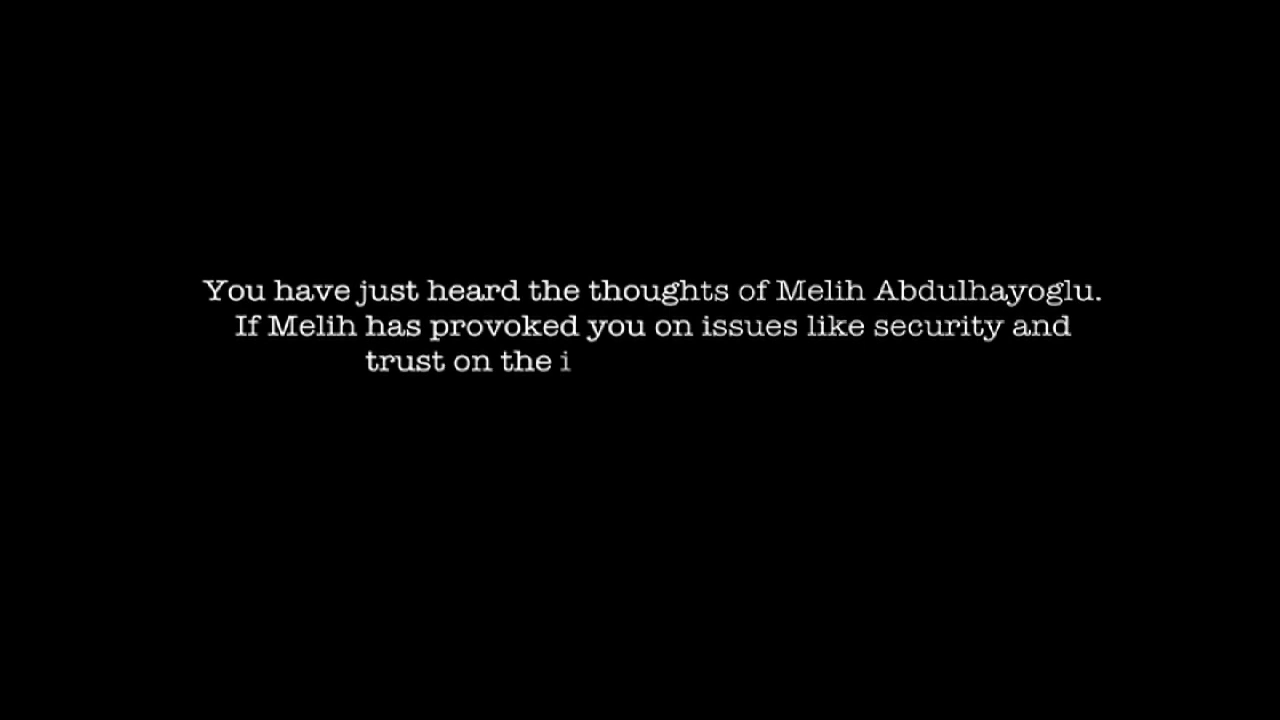 You have just heard the thoughts of Melih Abdulhayoglu.
If Melih has provoked you on issues like security and
trust on the i